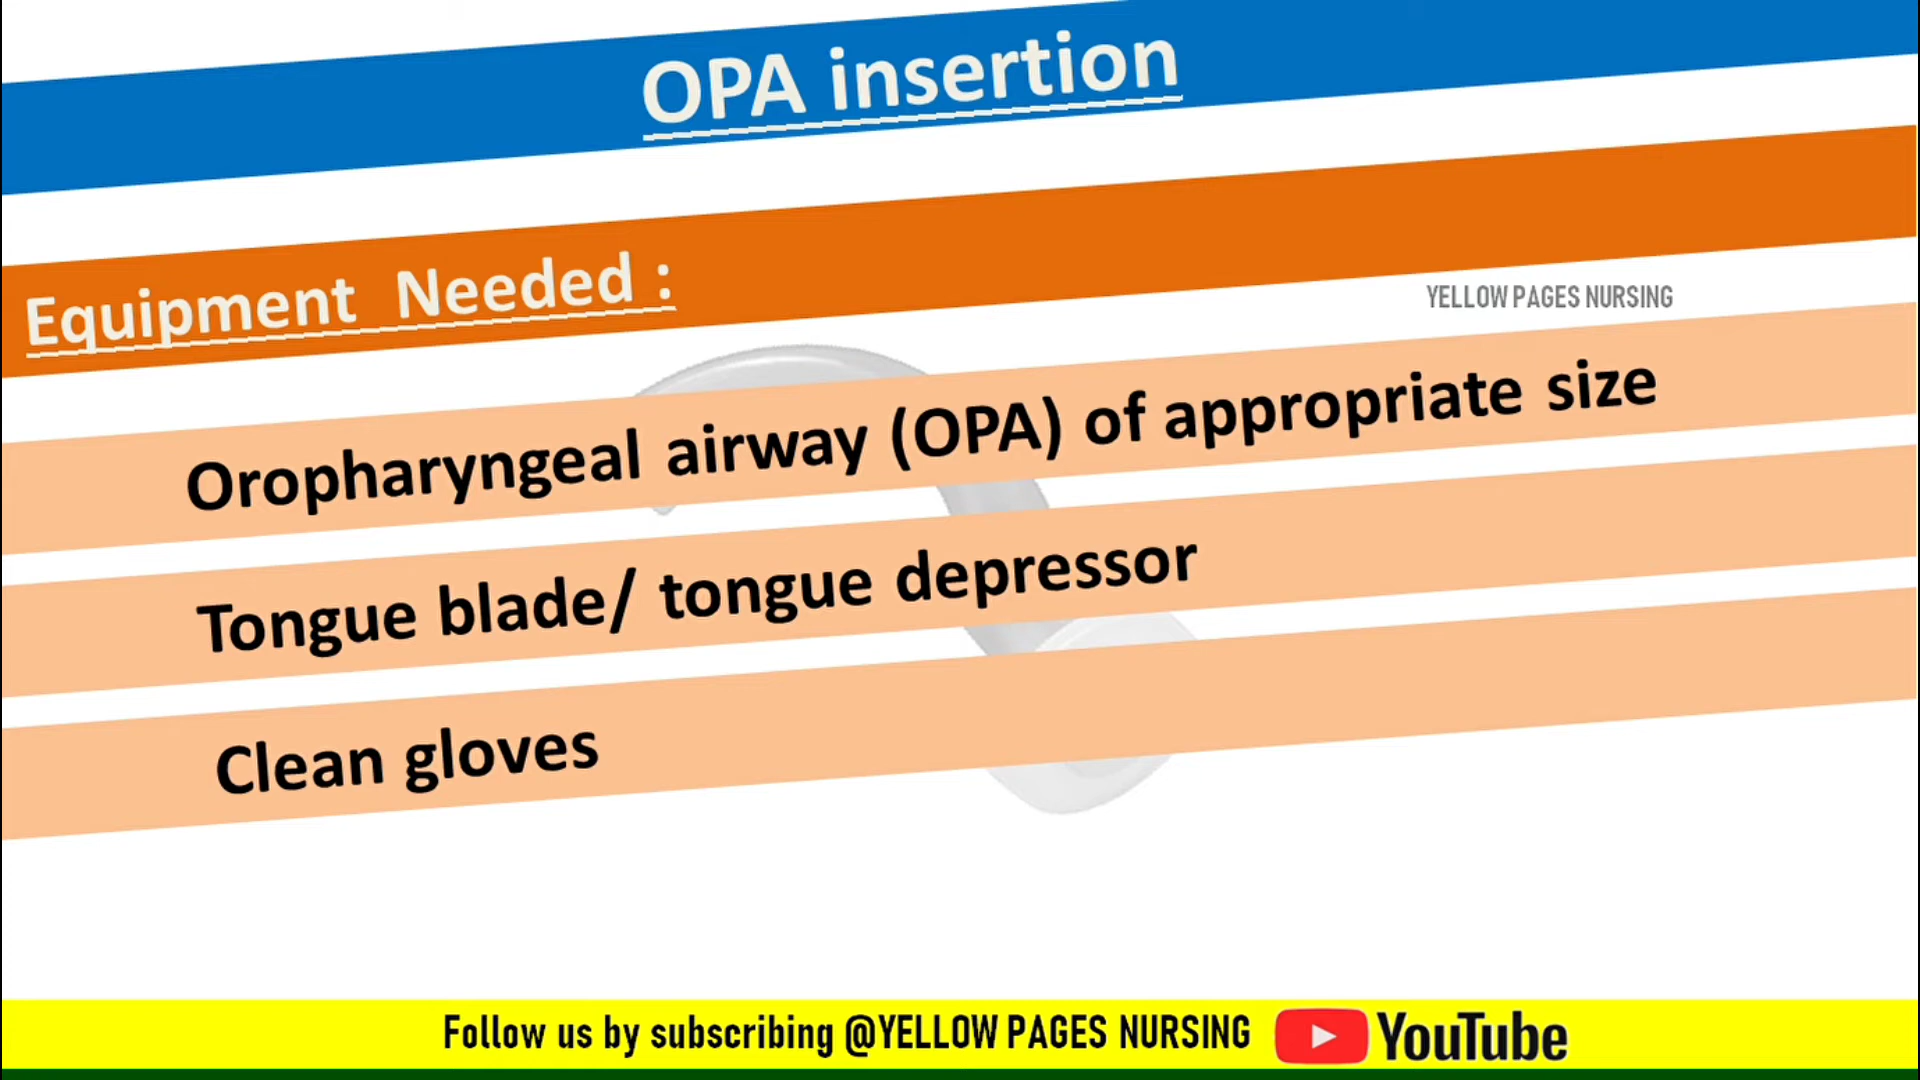 OPA insertion
Equipment Needed :
YELLOW PAGES NURSING
Oropharyngeal airway (OPA) of appropriate size
Tongue blade/ tongue depressor
Clean gloves
Follow us by subscribing @YELLOW PAGES NURSING YouTube